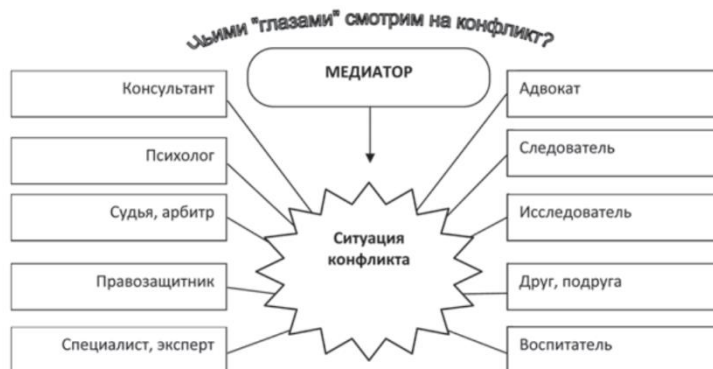 Чьими "глазами" смотрим на конфликт?
МЕДИАТОР
Консультант
Адвокат
Психолог
Следователь
Судья, арбитр
Исследователь
Ситуация
конфликта
Правозащитник
Друг, подруга
Специалист, эксперт
Воспитатель